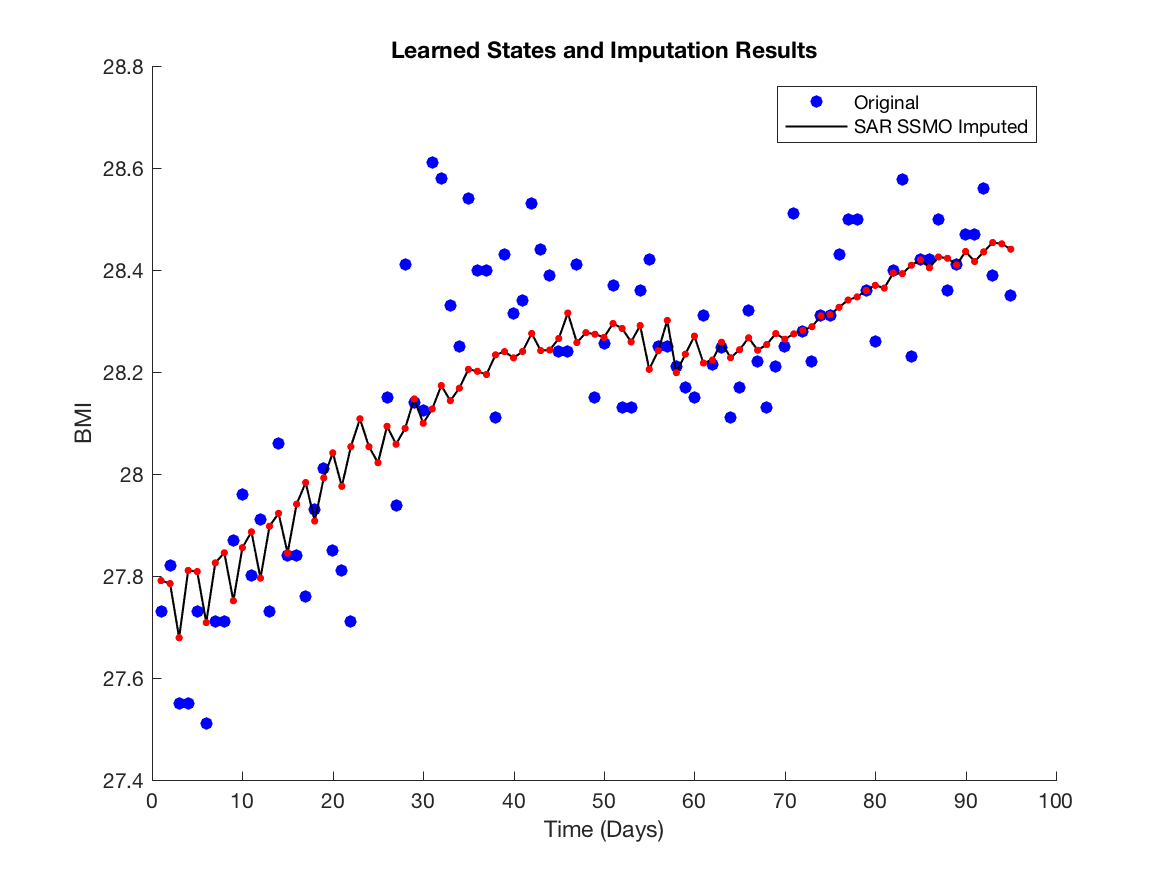 Learned States and Imputation Results
28.8
Original
SAR SSMO Imputed
28.6
28.4
28.2
BMI
28
27.8
27.6
27.4
0 10 20 30 40 50 60 70 80 90 100
Time (Days)